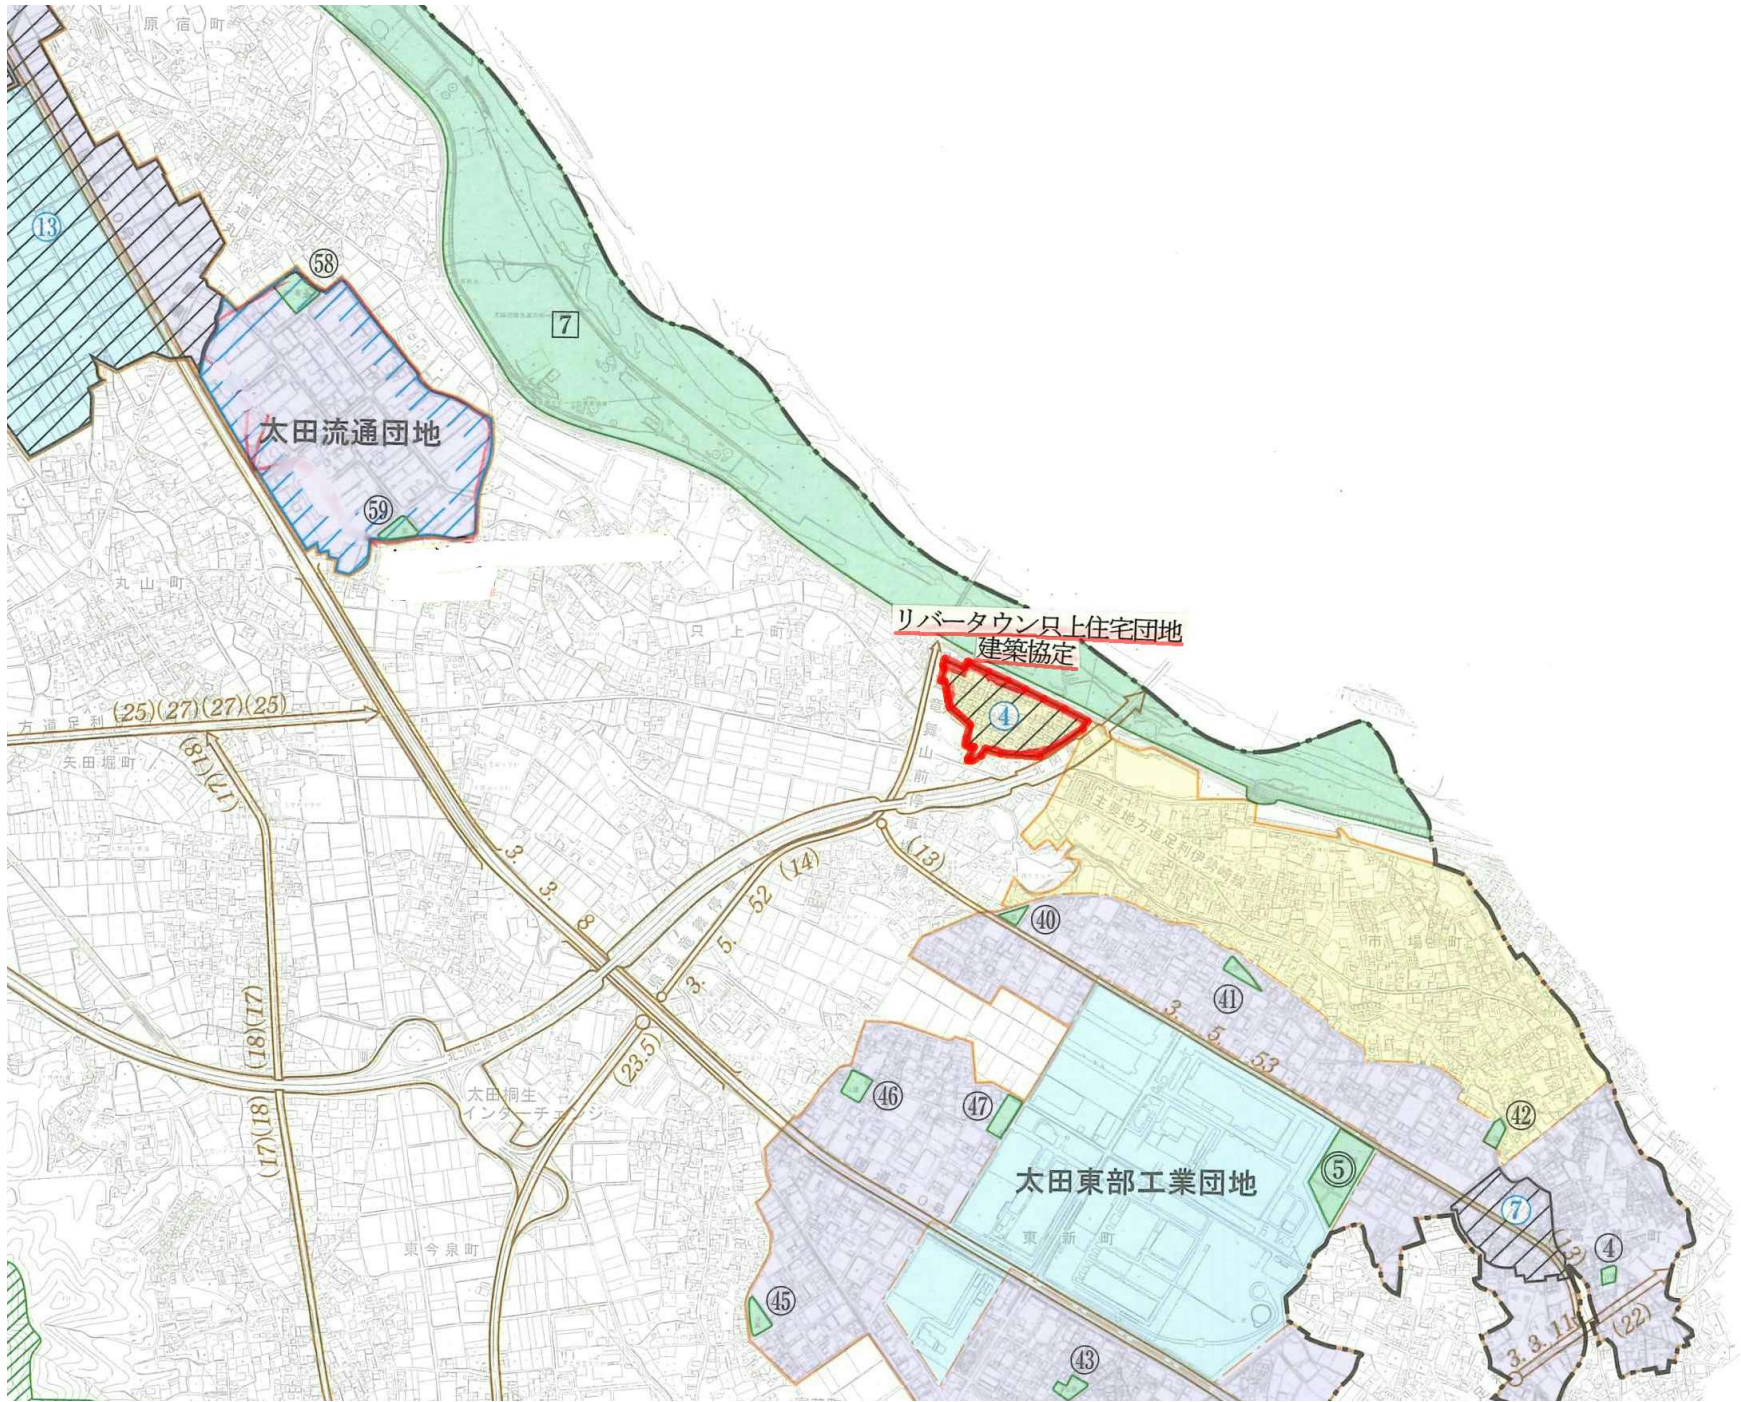 原宿町
⑬
58
7
太田流通団地
59
丸山町
只上町
リバータウン只上住宅団地
建築協定
(25)(27)(27)(25)
④
矢田堀町
(18)(17)
主要地方道足利伊勢崎線
3. 3. 8
(14)
(13)
3. 5. 52
40
市場町
41
(18)(17)
3. 5. 53
(23.5)
太田桐生
インターチェンジ
46
47
42
(17)(18)
太田東部工業団地
⑤
⑦
東今泉町
東新町
(13)
④
町
45
3. 3. 11
(22)
43